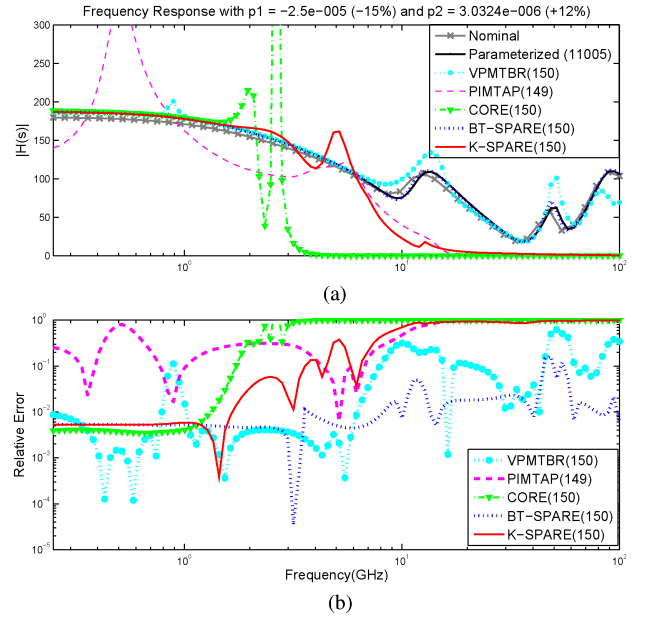 Frequency Response with p1 = −2.5e−005 (−15%) and p2 = 3.0324e−006 (+12%)
300
250
200
150
100
50
0
|H(s)|
Nominal
Parameterized (11005)
VPMTBR(150)
PIMTAP(149)
CORE(150)
BT−SPARE(150)
K−SPARE(150)
10^0
10^1
10^2
(a)
10^0
10^−1
10^−2
10^−3
10^−4
10^−5
Relative Error
VPMTBR(150)
PIMTAP(149)
CORE(150)
BT−SPARE(150)
K−SPARE(150)
10^0
10^1
10^2
Frequency(GHz)
(b)